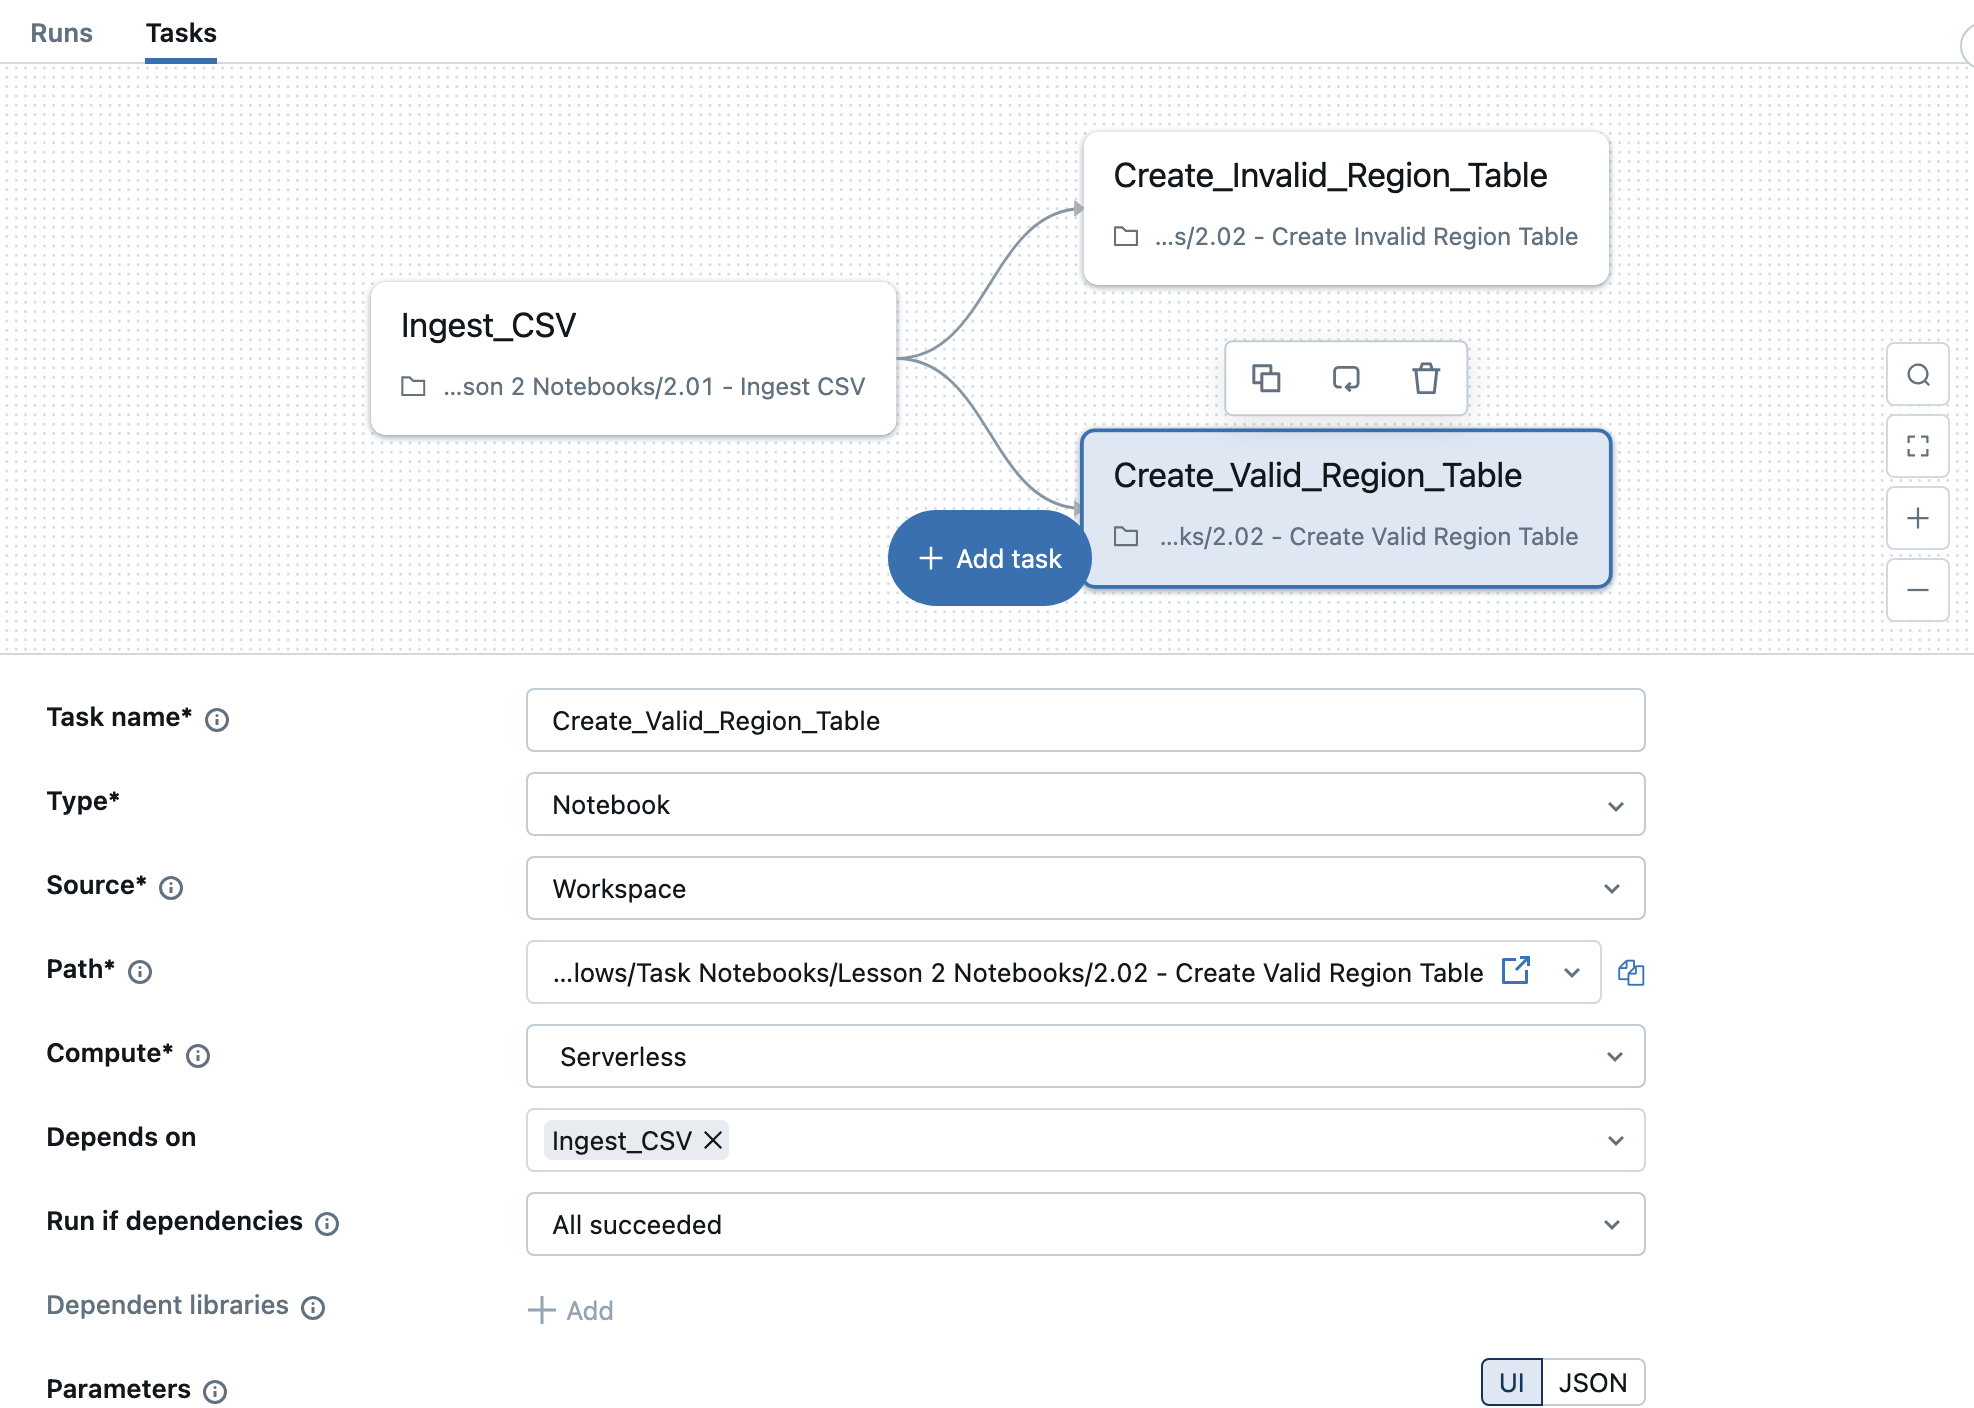 Runs Tasks
Create_Invalid_Region_Table
...s/2.02 - Create Invalid Region Table
Ingest_CSV
...son 2 Notebooks/2.01 - Ingest CSV
Create_Valid_Region_Table
...ks/2.02 - Create Valid Region Table
+ Add task
Task name* Create_Valid_Region_Table
Type* Notebook
Source* Workspace
Path* ...lows/Task Notebooks/Lesson 2 Notebooks/2.02 - Create Valid Region Table
Compute* Serverless
Depends on Ingest_CSV
Run if dependencies All succeeded
Dependent libraries + Add
Parameters UI JSON